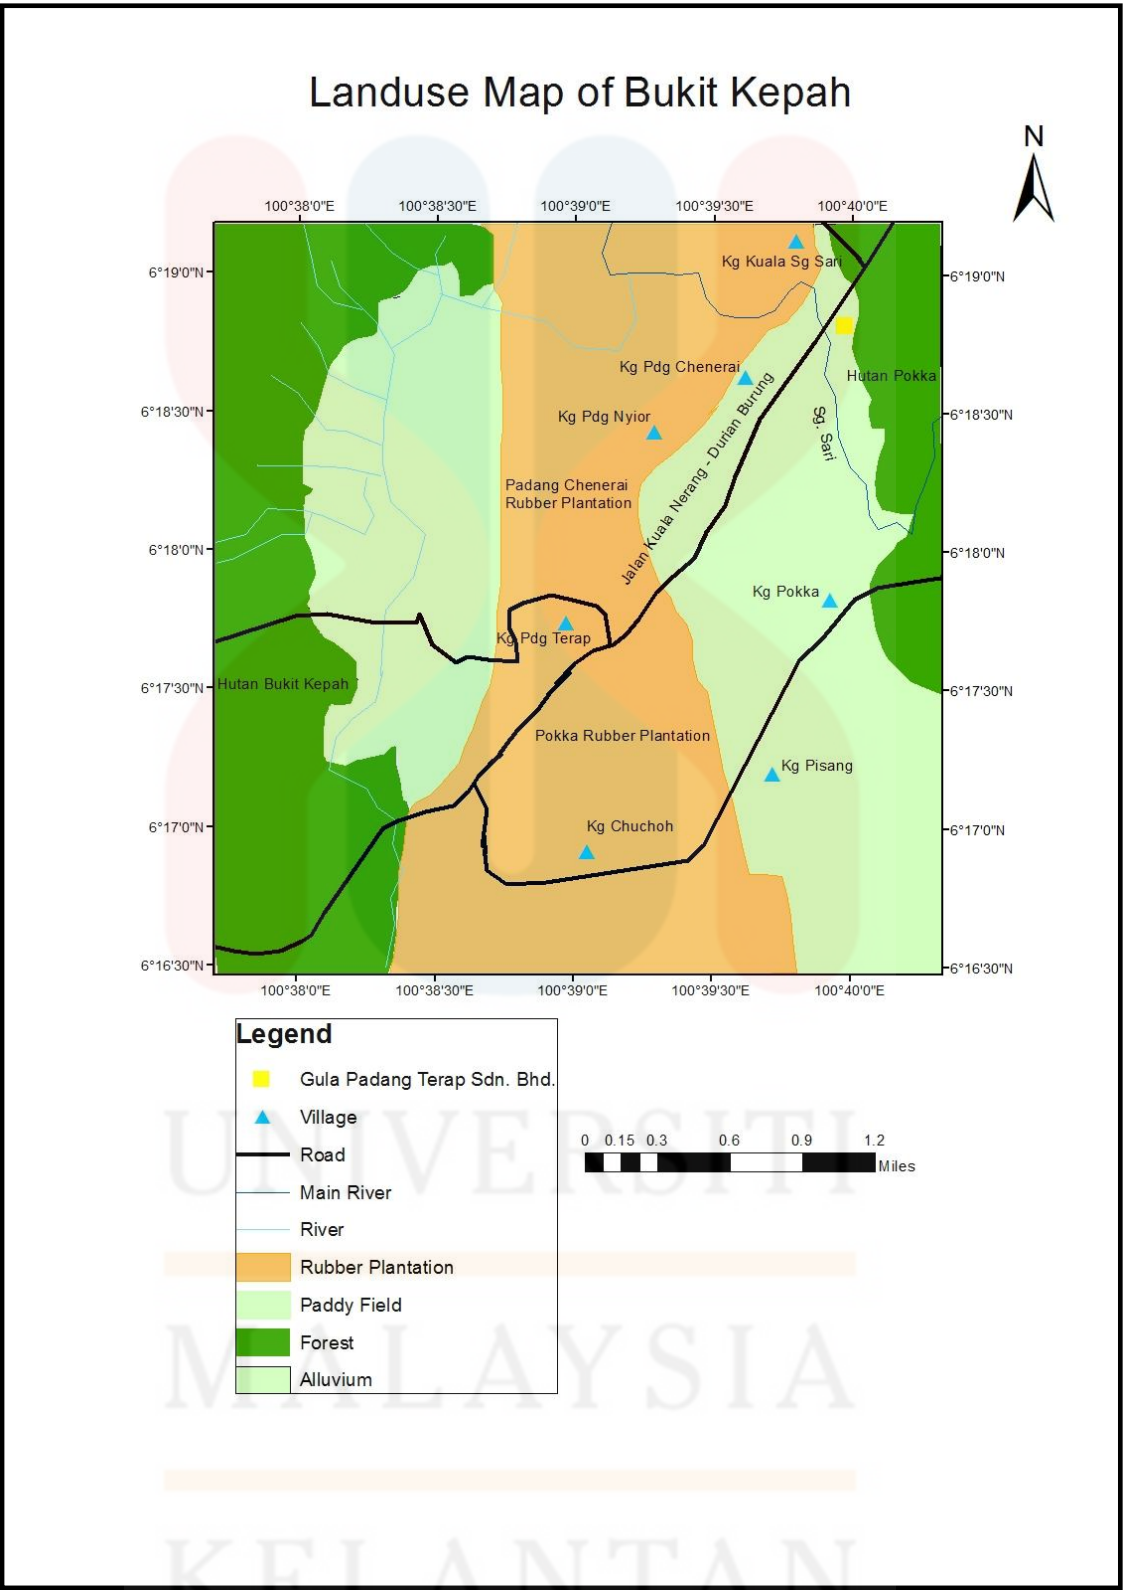 Landuse Map of Bukit Kepah
N
100°38'0"E 100°38'30"E 100°39'0"E 100°39'30"E 100°40'0"E
Kg Kuala Sg Sari
6°19'0"N 6°19'0"N
Kg Pdg Chenerai
Hutan Pokka
6°18'30"N 6°18'30"N
Kg Pdg Nyior
Sg. Sari
Jalan Kuala Nerang - Durian Burung
Padang Chenerai
Rubber Plantation
6°18'0"N 6°18'0"N
Kg Pokka
Kg Pdg Terap
Hutan Bukit Kepah
6°17'30"N 6°17'30"N
Pokka Rubber Plantation
Kg Pisang
Kg Chuchoh
6°17'0"N 6°17'0"N
6°16'30"N 6°16'30"N
100°38'0"E 100°38'30"E 100°39'0"E 100°39'30"E 100°40'0"E
Legend
Gula Padang Terap Sdn. Bhd.
Village
Road
Main River
River
Rubber Plantation
Paddy Field
Forest
Alluvium
0 0.15 0.3 0.6 0.9 1.2
Miles
UNIVERSITI
MALAYSIA
KELANTAN